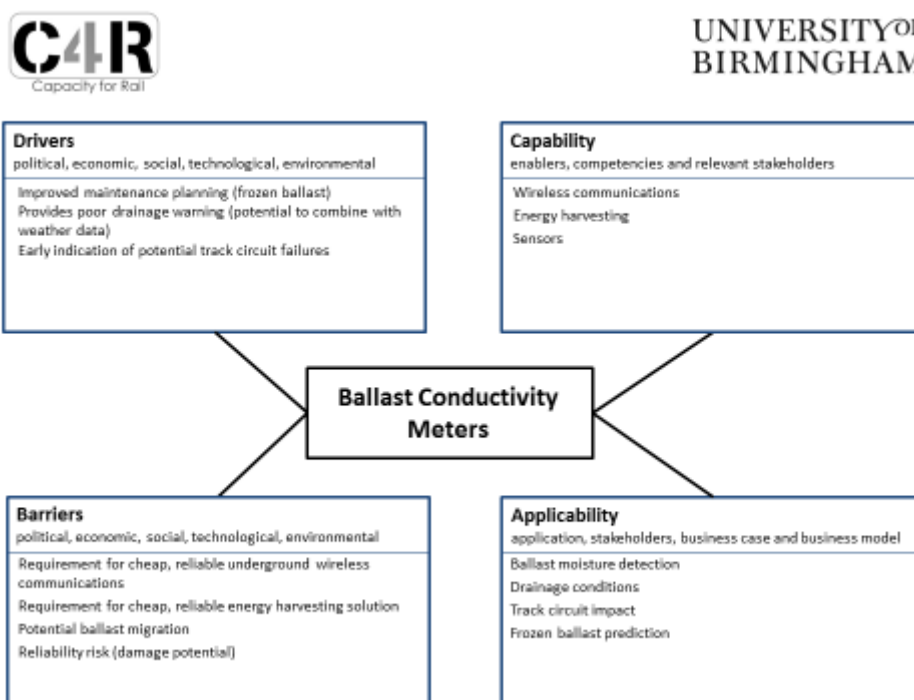 C4R
Capacity for Rail
UNIVERSITY OF
BIRMINGHAM
Drivers
political, economic, social, technological, environmental
Improved maintenance planning (frozen ballast)
Provides poor drainage warning (potential to combine with
weather data)
Early indication of potential track circuit failures
Capability
enablers, competencies and relevant stakeholders
Wireless communications
Energy harvesting
Sensors
Ballast Conductivity
Meters
Barriers
political, economic, social, technological, environmental
Requirement for cheap, reliable underground wireless
communications
Requirement for cheap, reliable energy harvesting solution
Potential ballast migration
Reliability risk (damage potential)
Applicability
application, stakeholders, business case and business model
Ballast moisture detection
Drainage conditions
Track circuit impact
Frozen ballast prediction